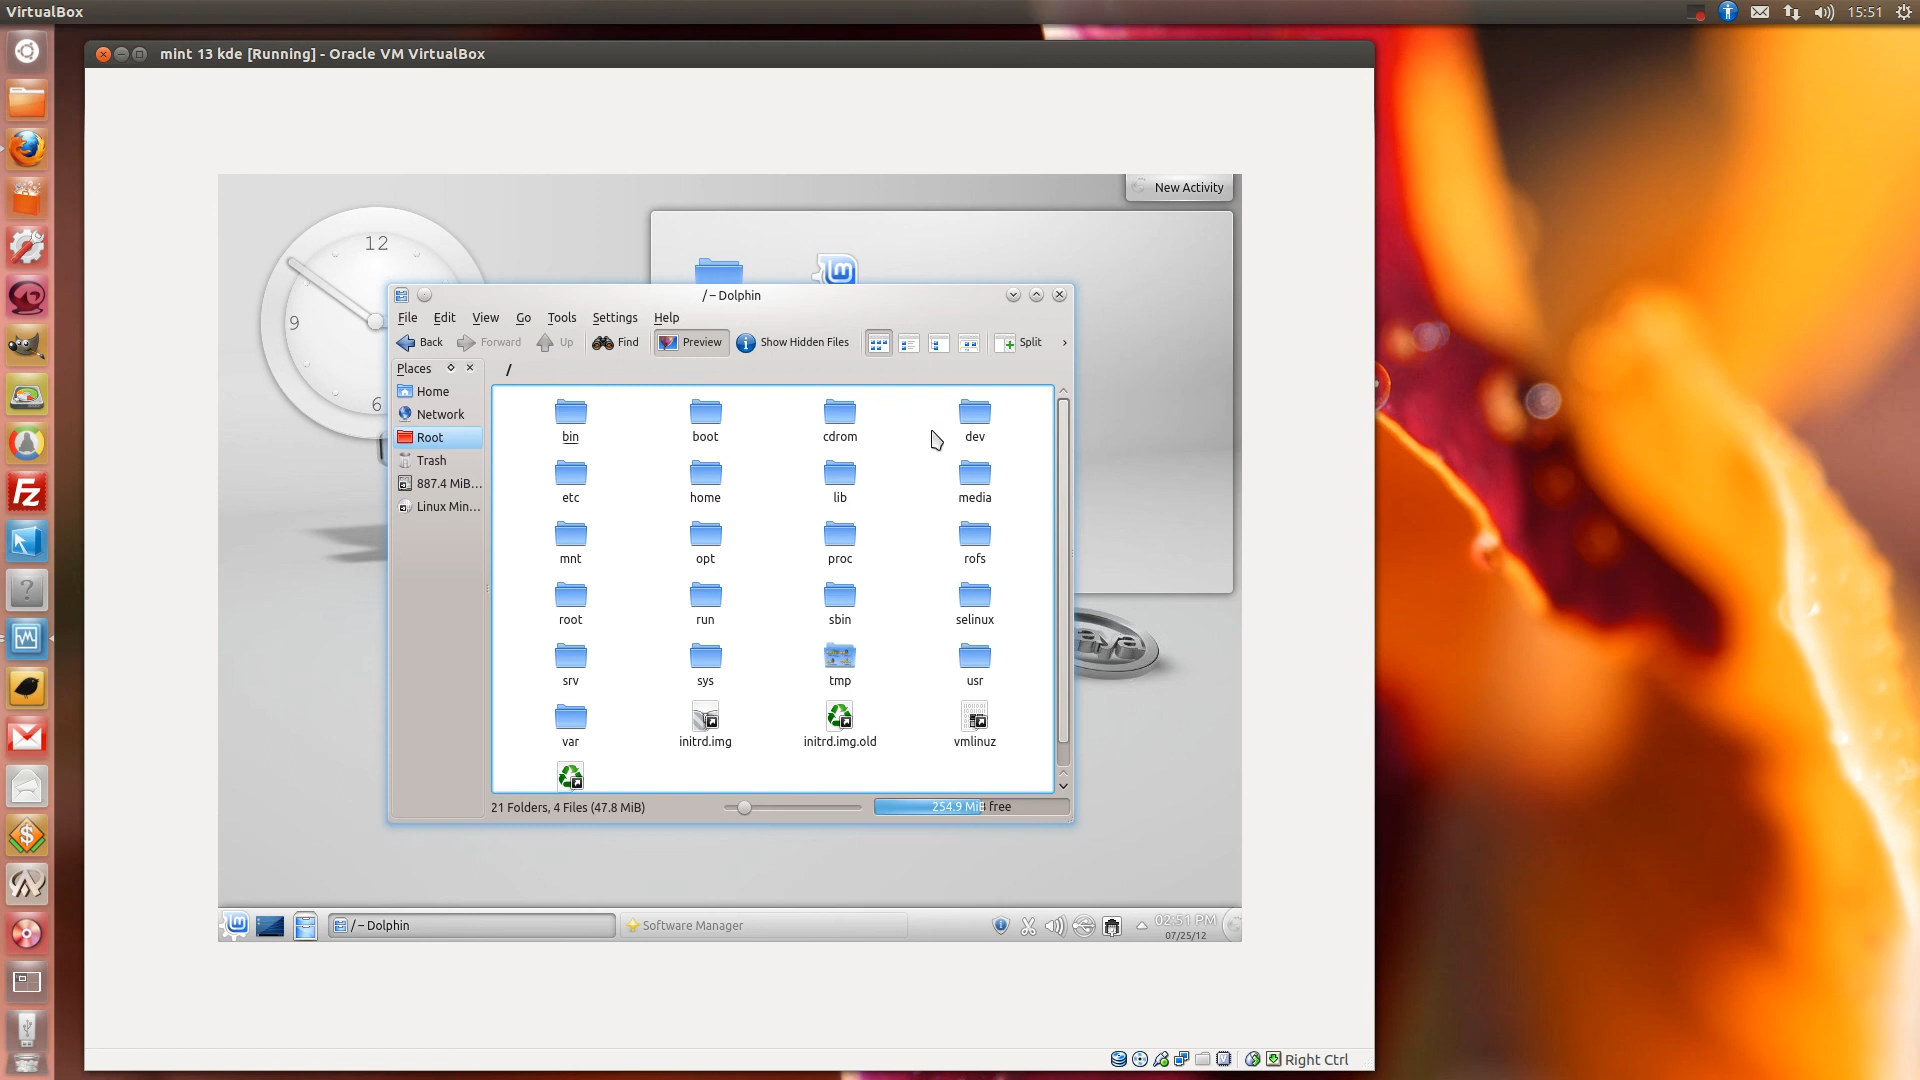 VirtualBox
15:51
mint 13 kde [Running] - Oracle VM VirtualBox
New Activity
12
9
6
/ – Dolphin
File Edit View Go Tools Settings Help
Back Forward Up Find Preview Show Hidden Files Split
Places
/
Home
Network
Root
Trash
887.4 MiB...
Linux Min...
bin boot cdrom dev
etc home lib media
mnt opt proc rofs
root run sbin selinux
srv sys tmp usr
var initrd.img initrd.img.old vmlinuz
21 Folders, 4 Files (47.8 MiB)
254.9 MiB free
/ – Dolphin
Software Manager
02:51 PM
07/25/12
Right Ctrl